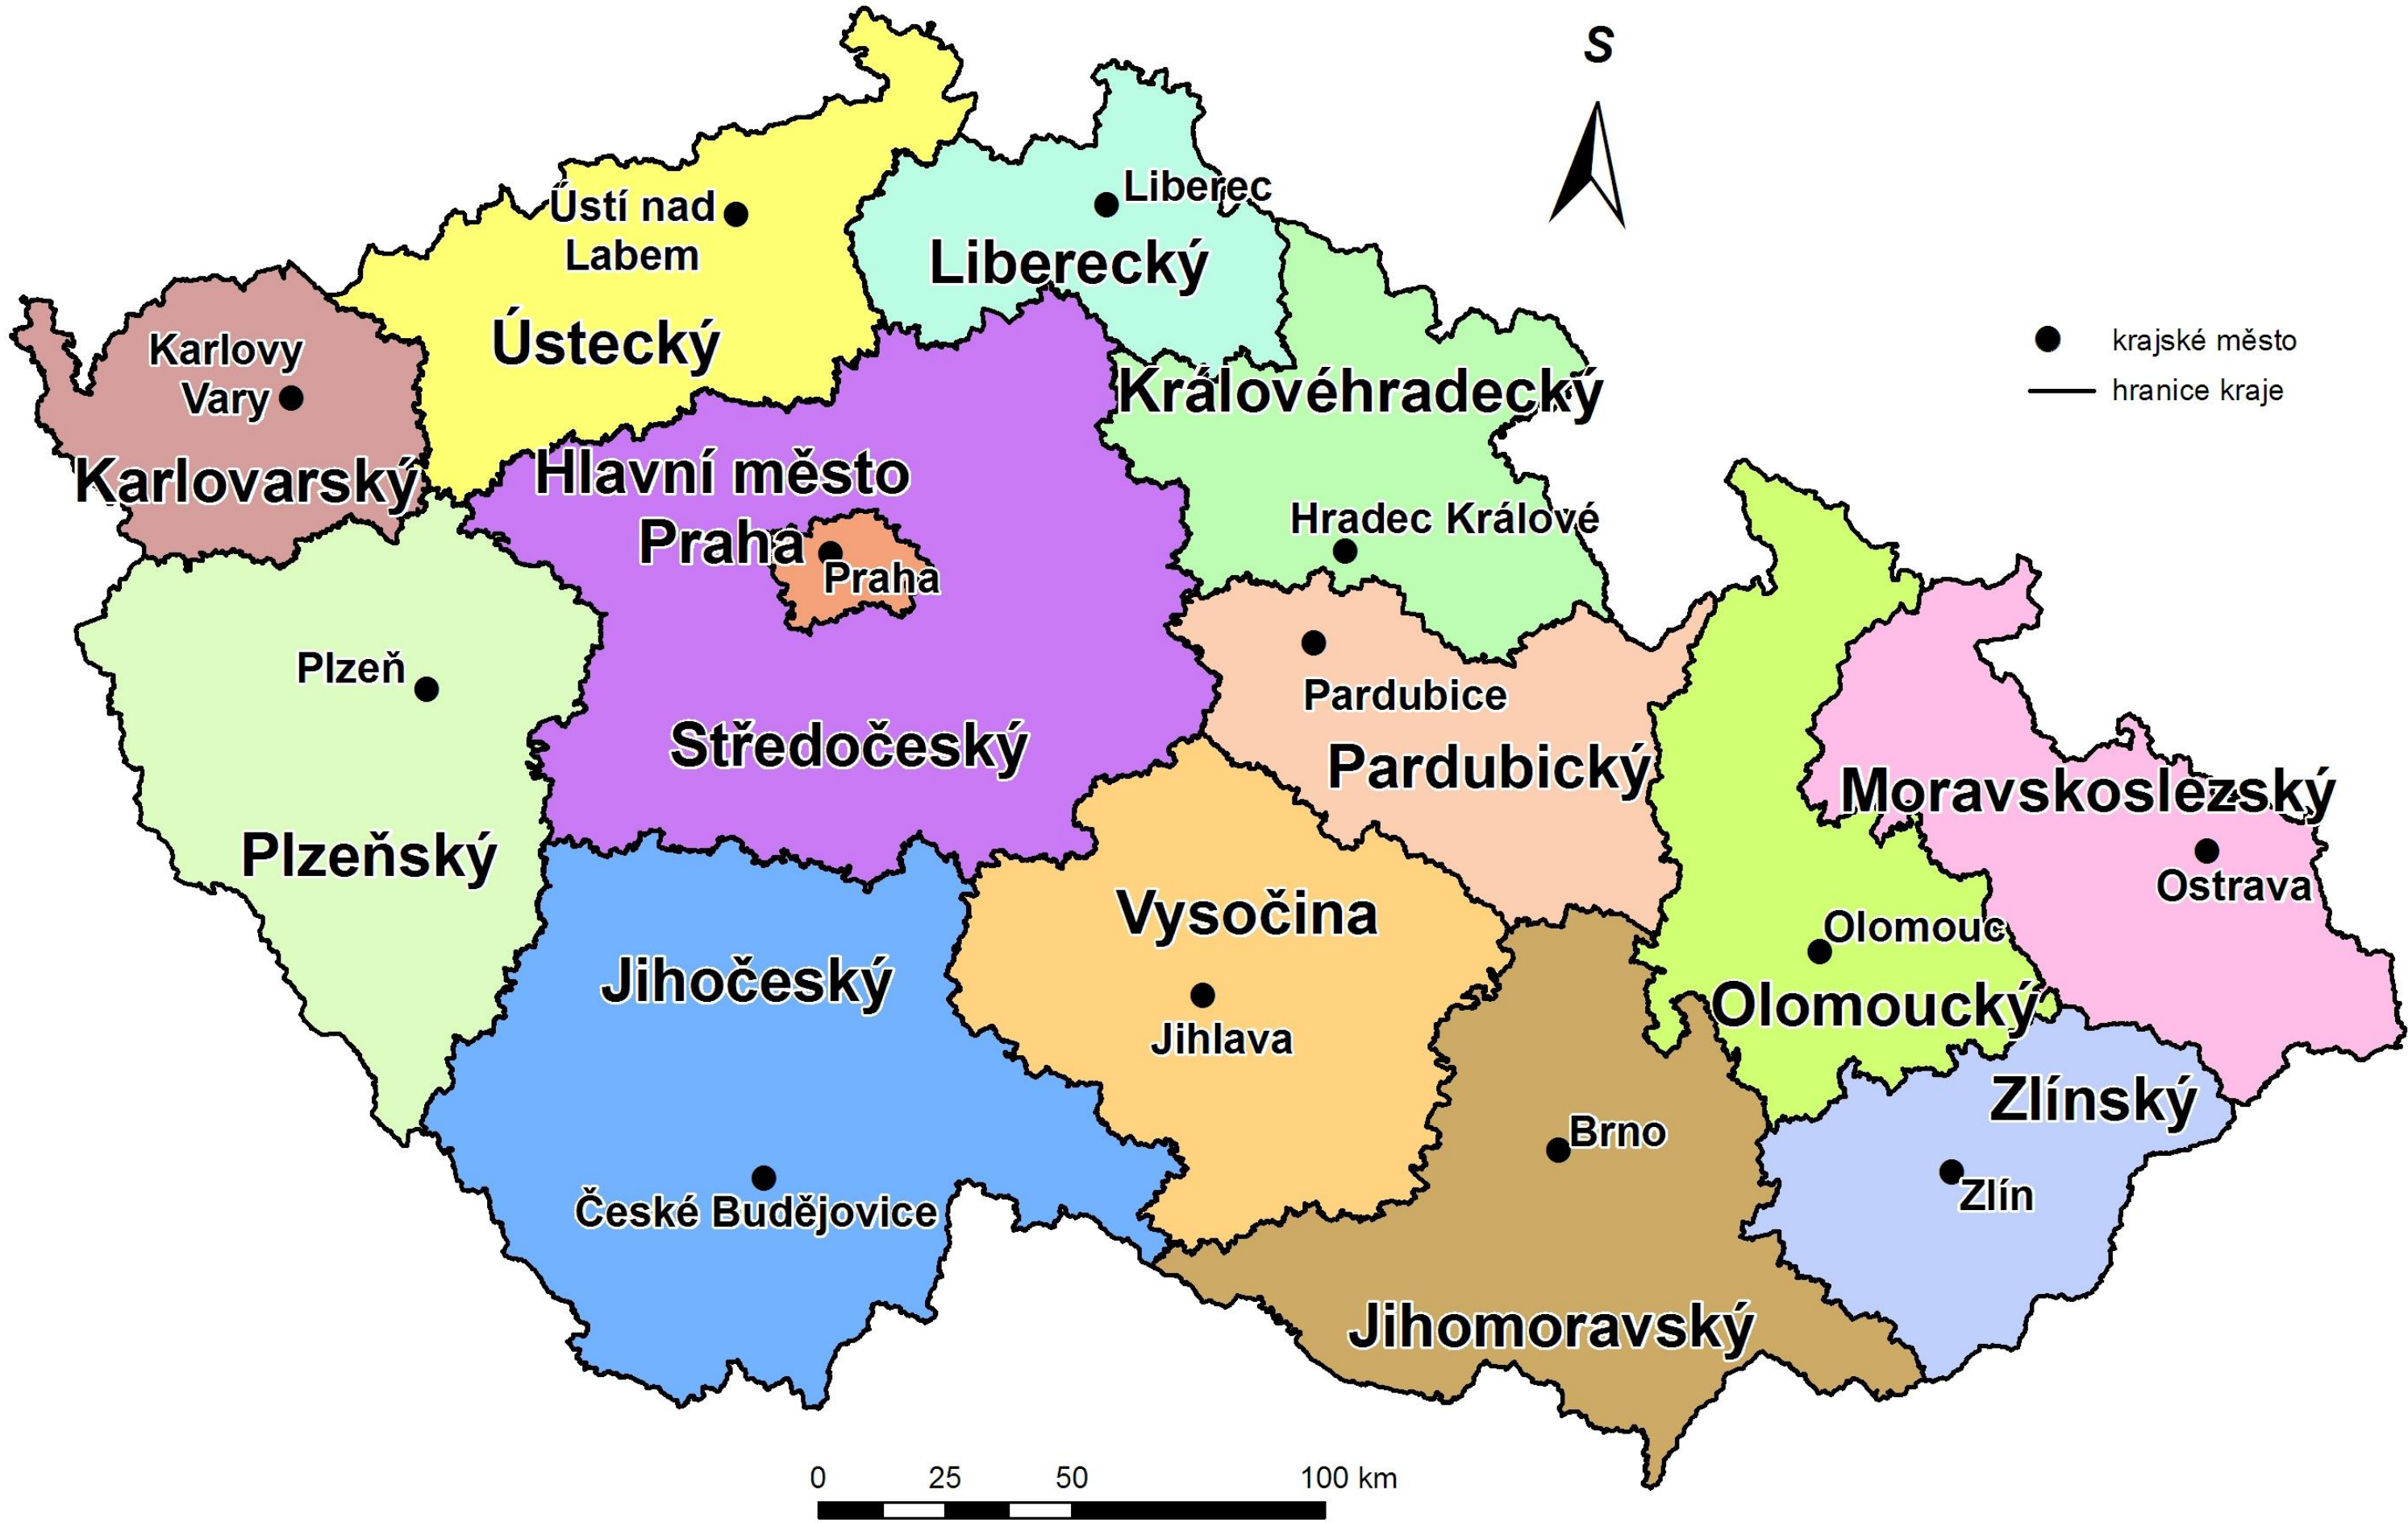 S
Liberec
Liberecký
Ústí nad
Labem
Ústecký
Karlovy
Vary
Karlovarský
krajské město
hranice kraje
Královéhradecký
Hradec Králové
Hlavní město
Praha
Praha
Středočeský
Plzeň
Plzeňský
Pardubice
Pardubický
Moravskoslezský
Ostrava
Olomouc
Olomoucký
Vysočina
Jihlava
Jihočeský
České Budějovice
Zlínský
Zlín
Brno
Jihomoravský
0 25 50 100 km